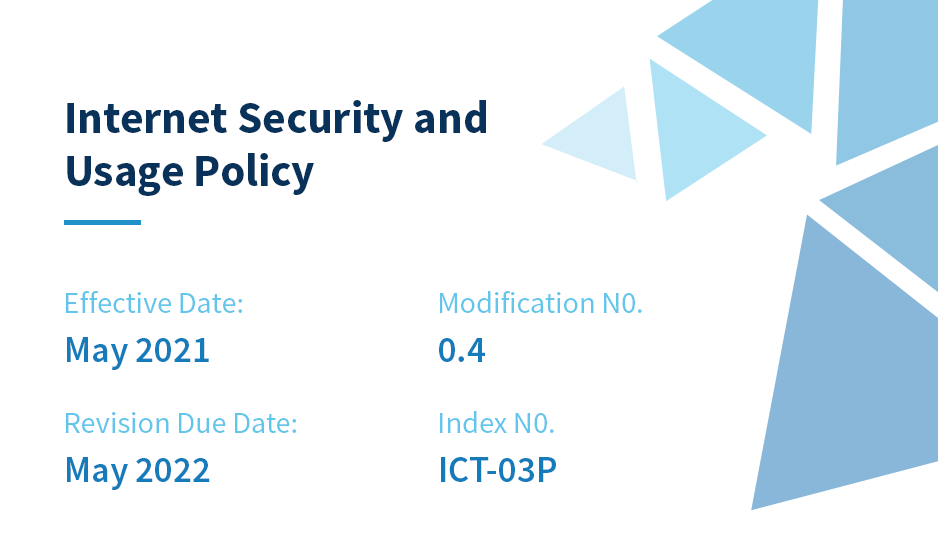 Internet Security and
Usage Policy
Effective Date:
May 2021
Modification N0.
0.4
Revision Due Date:
May 2022
Index N0.
ICT-03P